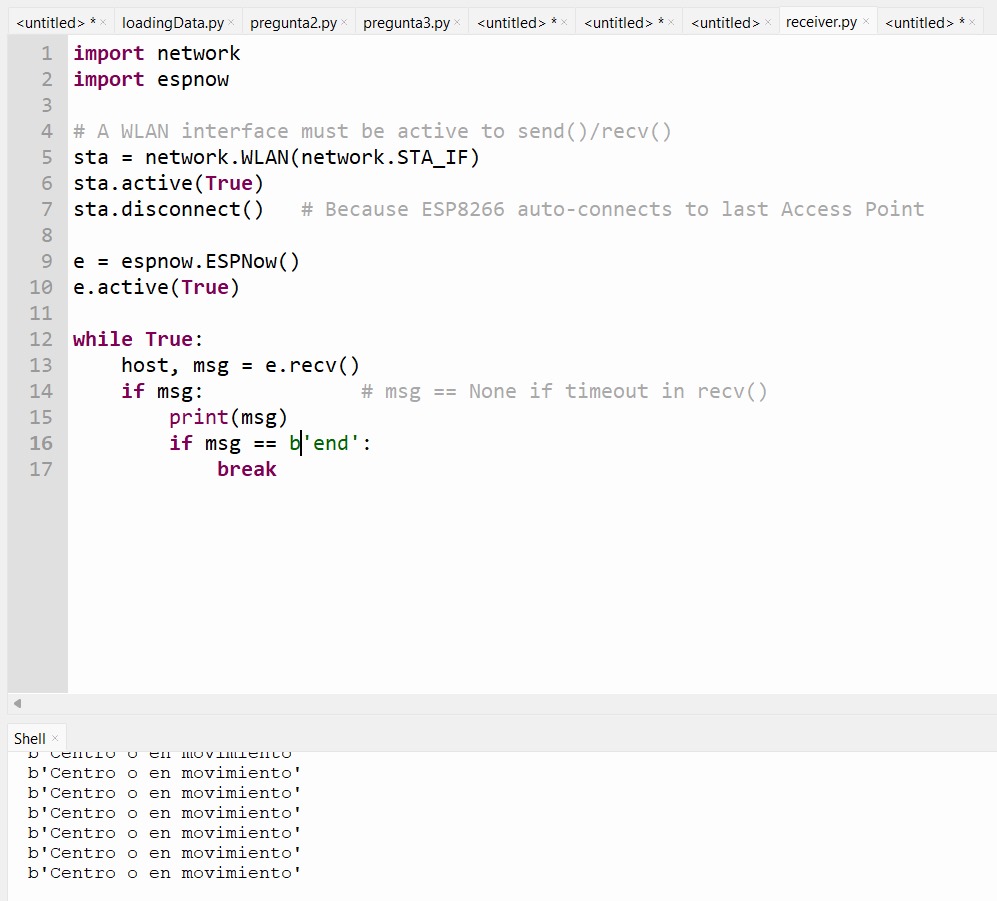 <untitled> * × loadingData.py × pregunta2.py × pregunta3.py × <untitled> * × <untitled> * × <untitled> × receiver.py × <untitled> * ×
1 import network
2 import espnow
3
4 # A WLAN interface must be active to send()/recv()
5 sta = network.WLAN(network.STA_IF)
6 sta.active(True)
7 sta.disconnect()   # Because ESP8266 auto-connects to last Access Point
8
9 e = espnow.ESPNow()
10 e.active(True)
11
12 while True:
13     host, msg = e.recv()
14     if msg:             # msg == None if timeout in recv()
15         print(msg)
16         if msg == b'end':
17             break
Shell ×
b'Centro o en movimiento'
b'Centro o en movimiento'
b'Centro o en movimiento'
b'Centro o en movimiento'
b'Centro o en movimiento'
b'Centro o en movimiento'
b'Centro o en movimiento'